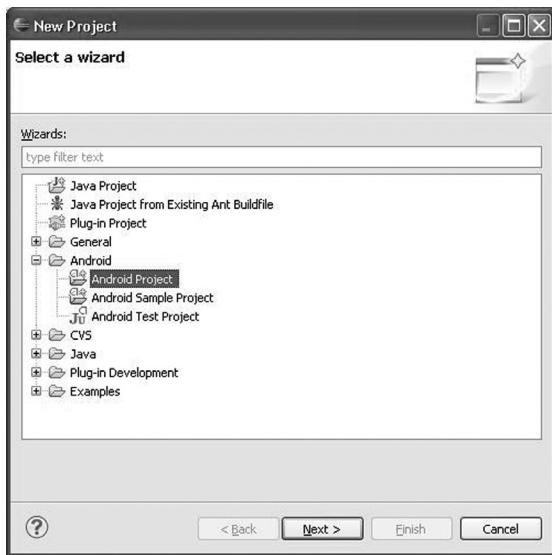 New Project
Select a wizard
Wizards:
type filter text
Java Project
Java Project from Existing Ant Buildfile
Plug-in Project
General
Android
Android Project
Android Sample Project
Android Test Project
CVS
Java
Plug-in Development
Examples
?
< Back
Next >
Finish
Cancel